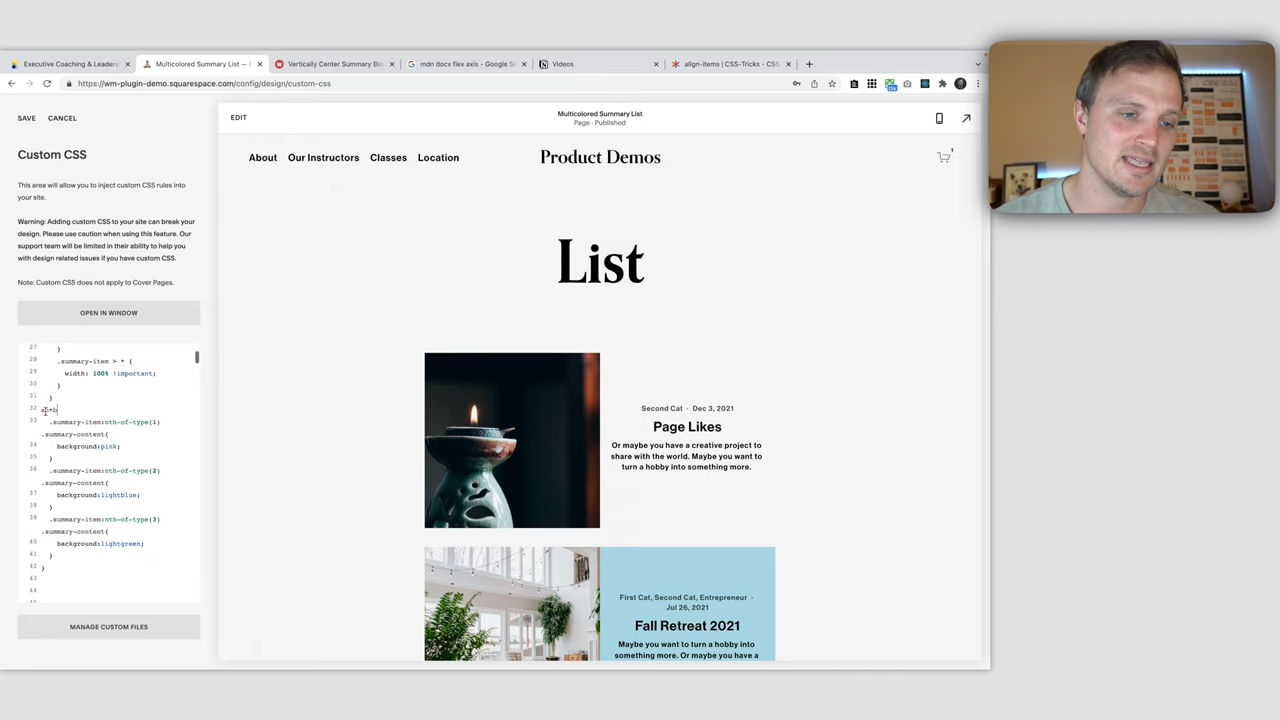 Executive Coaching & Leaders
Multicolored Summary List —
Vertically Center Summary Blo
mdn docx flex axis - Google S
Videos
align-items | CSS-Tricks - CSS
https://wm-plugin-demo.squarespace.com/config/design/custom-css
SAVE CANCEL
EDIT
Multicolored Summary List
Page · Published
Custom CSS
This area will allow you to inject custom CSS rules into
your site.
Warning: Adding custom CSS to your site can break your
design. Please use caution when using this feature. Our
support team will be limited in their ability to help you
with design related issues if you have custom CSS.
Note: Custom CSS does not apply to Cover Pages.
OPEN IN WINDOW
27 }
28 .summary-item > * {
29 width: 100% !important;
30 }
31 }
32
33 .summary-item:nth-of-type(1)
.summary-content{
34 background:pink;
35 }
36 .summary-item:nth-of-type(2)
.summary-content{
37 background:lightblue;
38 }
39 .summary-item:nth-of-type(3)
.summary-content{
40 background:lightgreen;
41 }
42 }
43
44
MANAGE CUSTOM FILES
About Our Instructors Classes Location
Product Demos
1
List
Second Cat · Dec 3, 2021
Page Likes
Or maybe you have a creative project to
share with the world. Maybe you want to
turn a hobby into something more.
First Cat, Second Cat, Entrepreneur ·
Jul 26, 2021
Fall Retreat 2021
Maybe you want to turn a hobby into
something more. Or maybe you have a